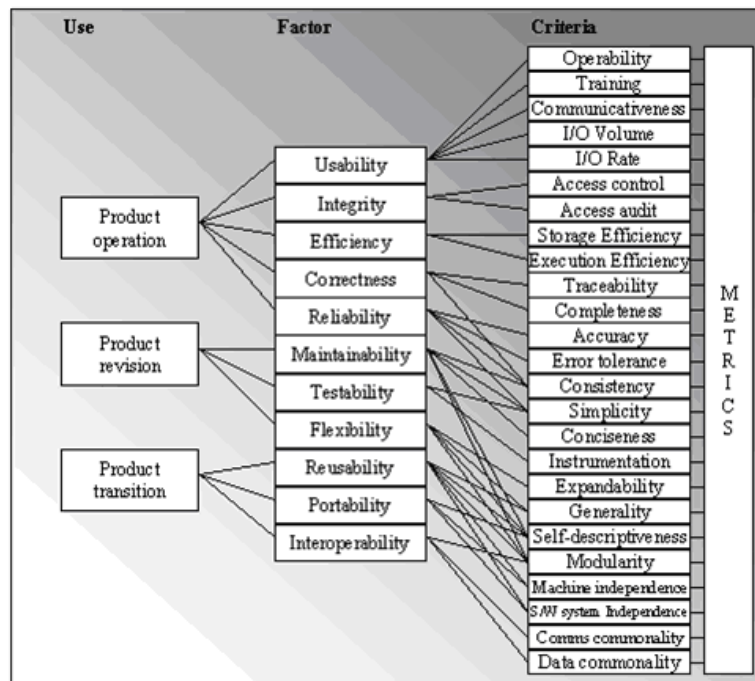 Use
Factor
Criteria
Product
operation
Product
revision
Product
transition
Usability
Integrity
Efficiency
Correctness
Reliability
Maintainability
Testability
Flexibility
Reusability
Portability
Interoperability
Operability
Training
Communicativeness
I/O Volume
I/O Rate
Access control
Access audit
Storage Efficiency
Execution Efficiency
Traceability
Completeness
Accuracy
Error tolerance
Consistency
Simplicity
Conciseness
Instrumentation
Expandability
Generality
Self-descriptiveness
Modularity
Machine independence
S/W system Independence
Comms commonality
Data commonality
METRICS